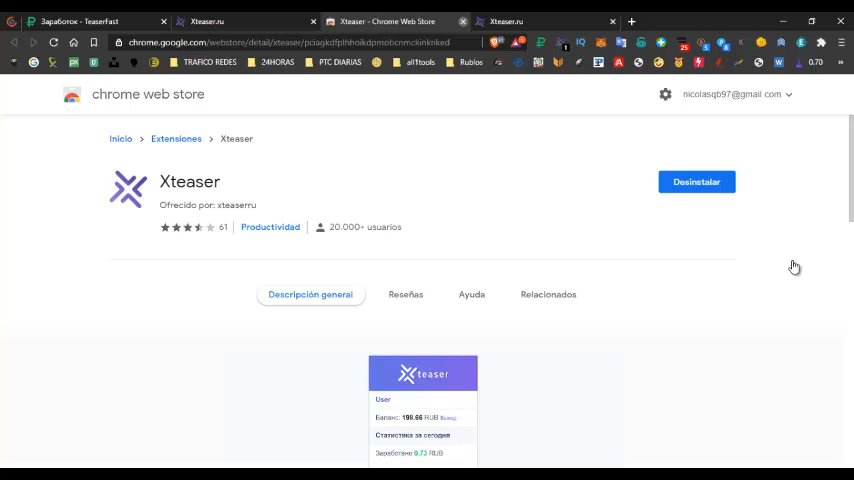 Заработок - TeaserFast
Xteaser.ru
Xteaser - Chrome Web Store
Xteaser.ru
chrome.google.com/webstore/detail/xteaser/pciagkdfplhhoikdpmobcnmckinknked
TRAFICO REDES
24HORAS
PTC DIARIAS
all1tools
Rublos
0.70
chrome web store
nicolasqb97@gmail.com
Inicio
Extensiones
Xteaser
Xteaser
Desinstalar
Ofrecido por: xteaserru
61
Productividad
20.000+ usuarios
Descripción general
Reseñas
Ayuda
Relacionados
xteaser
User
Баланс: 198.66 RUB Вывод
Статистика за сегодня
Заработано 0.73 RUB